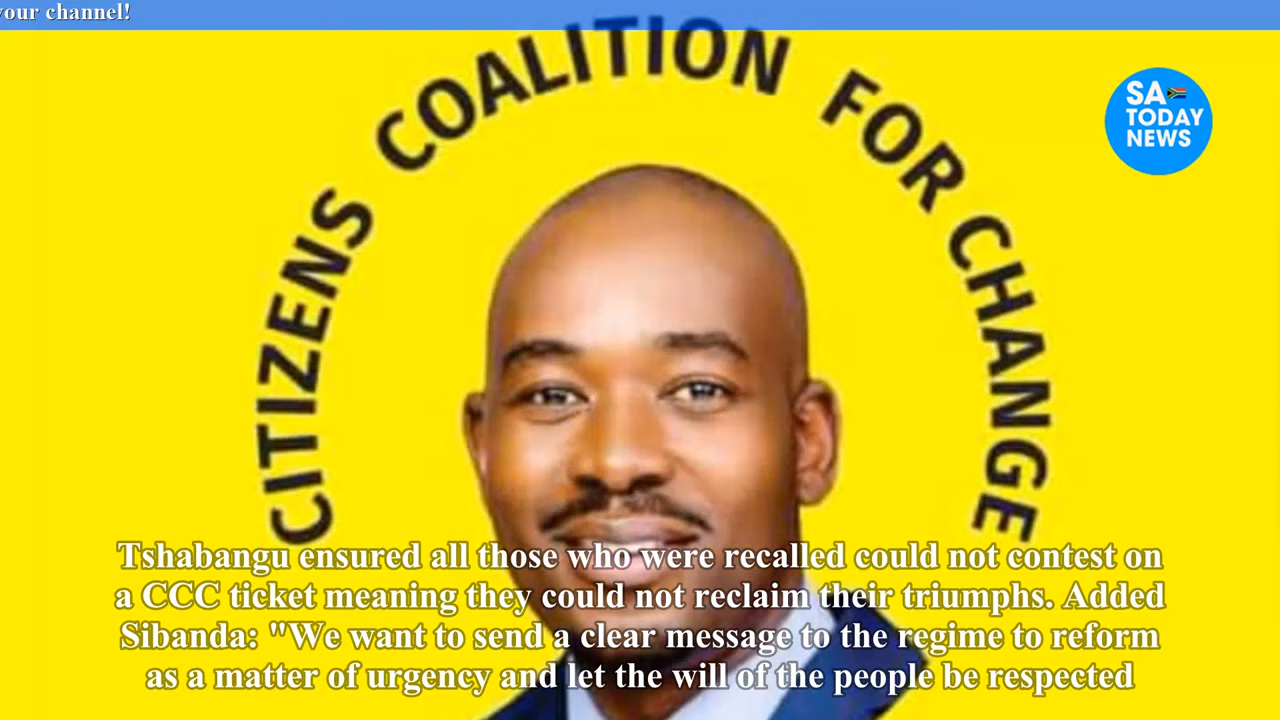 your channel!
CITIZENS COALITION FOR CHANGE
SA
TODAY
NEWS
Tshabangu ensured all those who were recalled could not contest on
a CCC ticket meaning they could not reclaim their triumphs. Added
Sibanda: "We want to send a clear message to the regime to reform
as a matter of urgency and let the will of the people be respected